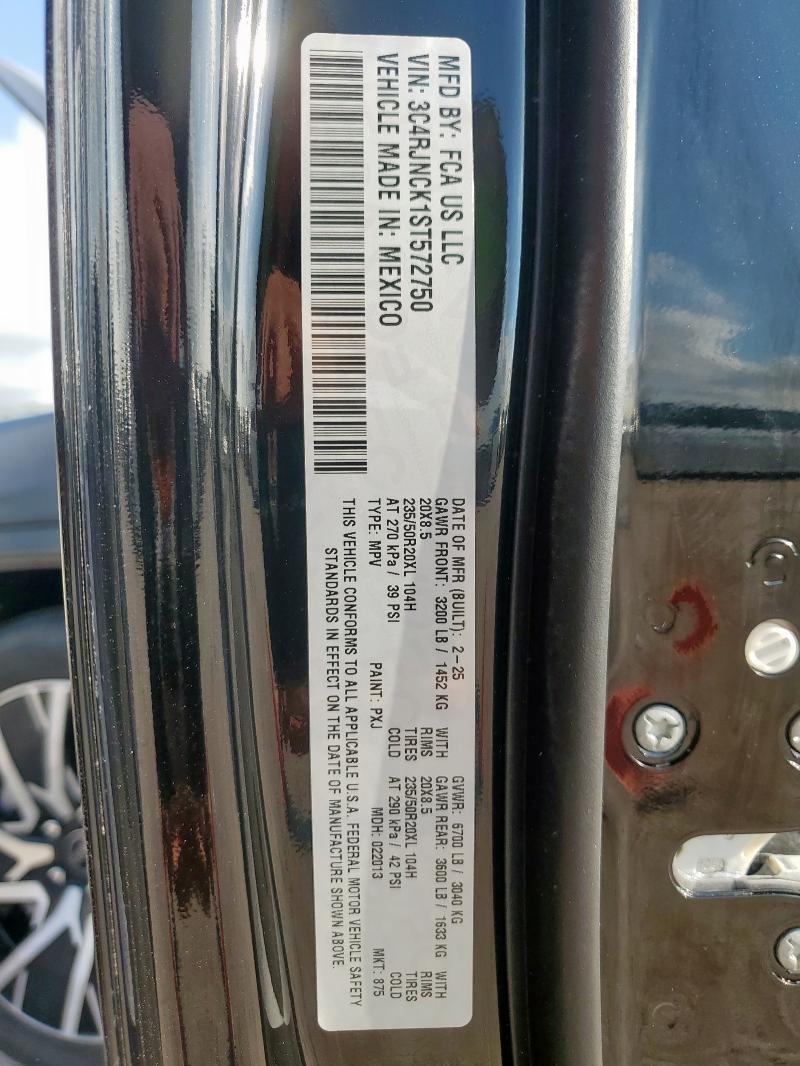 MFD BY: FCA US LLC
VIN: 3C4RJNCK1ST572750
VEHICLE MADE IN: MEXICO
DATE OF MFR (BUILT): 2-25 GVWR: 6700 LB / 3040 KG
GAWR FRONT: 3200 LB / 1452 KG WITH GAWR REAR: 3600 LB / 1633 KG WITH
20X8.5 RIMS 20X8.5 RIMS
235/50R20XL 104H TIRES 235/50R20XL 104H TIRES
AT 270 kPa / 39 PSI COLD AT 290 kPa / 42 PSI COLD
TYPE: MPV PAINT: PXJ MDH: 022013 MKT: 875
THIS VEHICLE CONFORMS TO ALL APPLICABLE U.S.A. FEDERAL MOTOR VEHICLE SAFETY
STANDARDS IN EFFECT ON THE DATE OF MANUFACTURE SHOWN ABOVE.